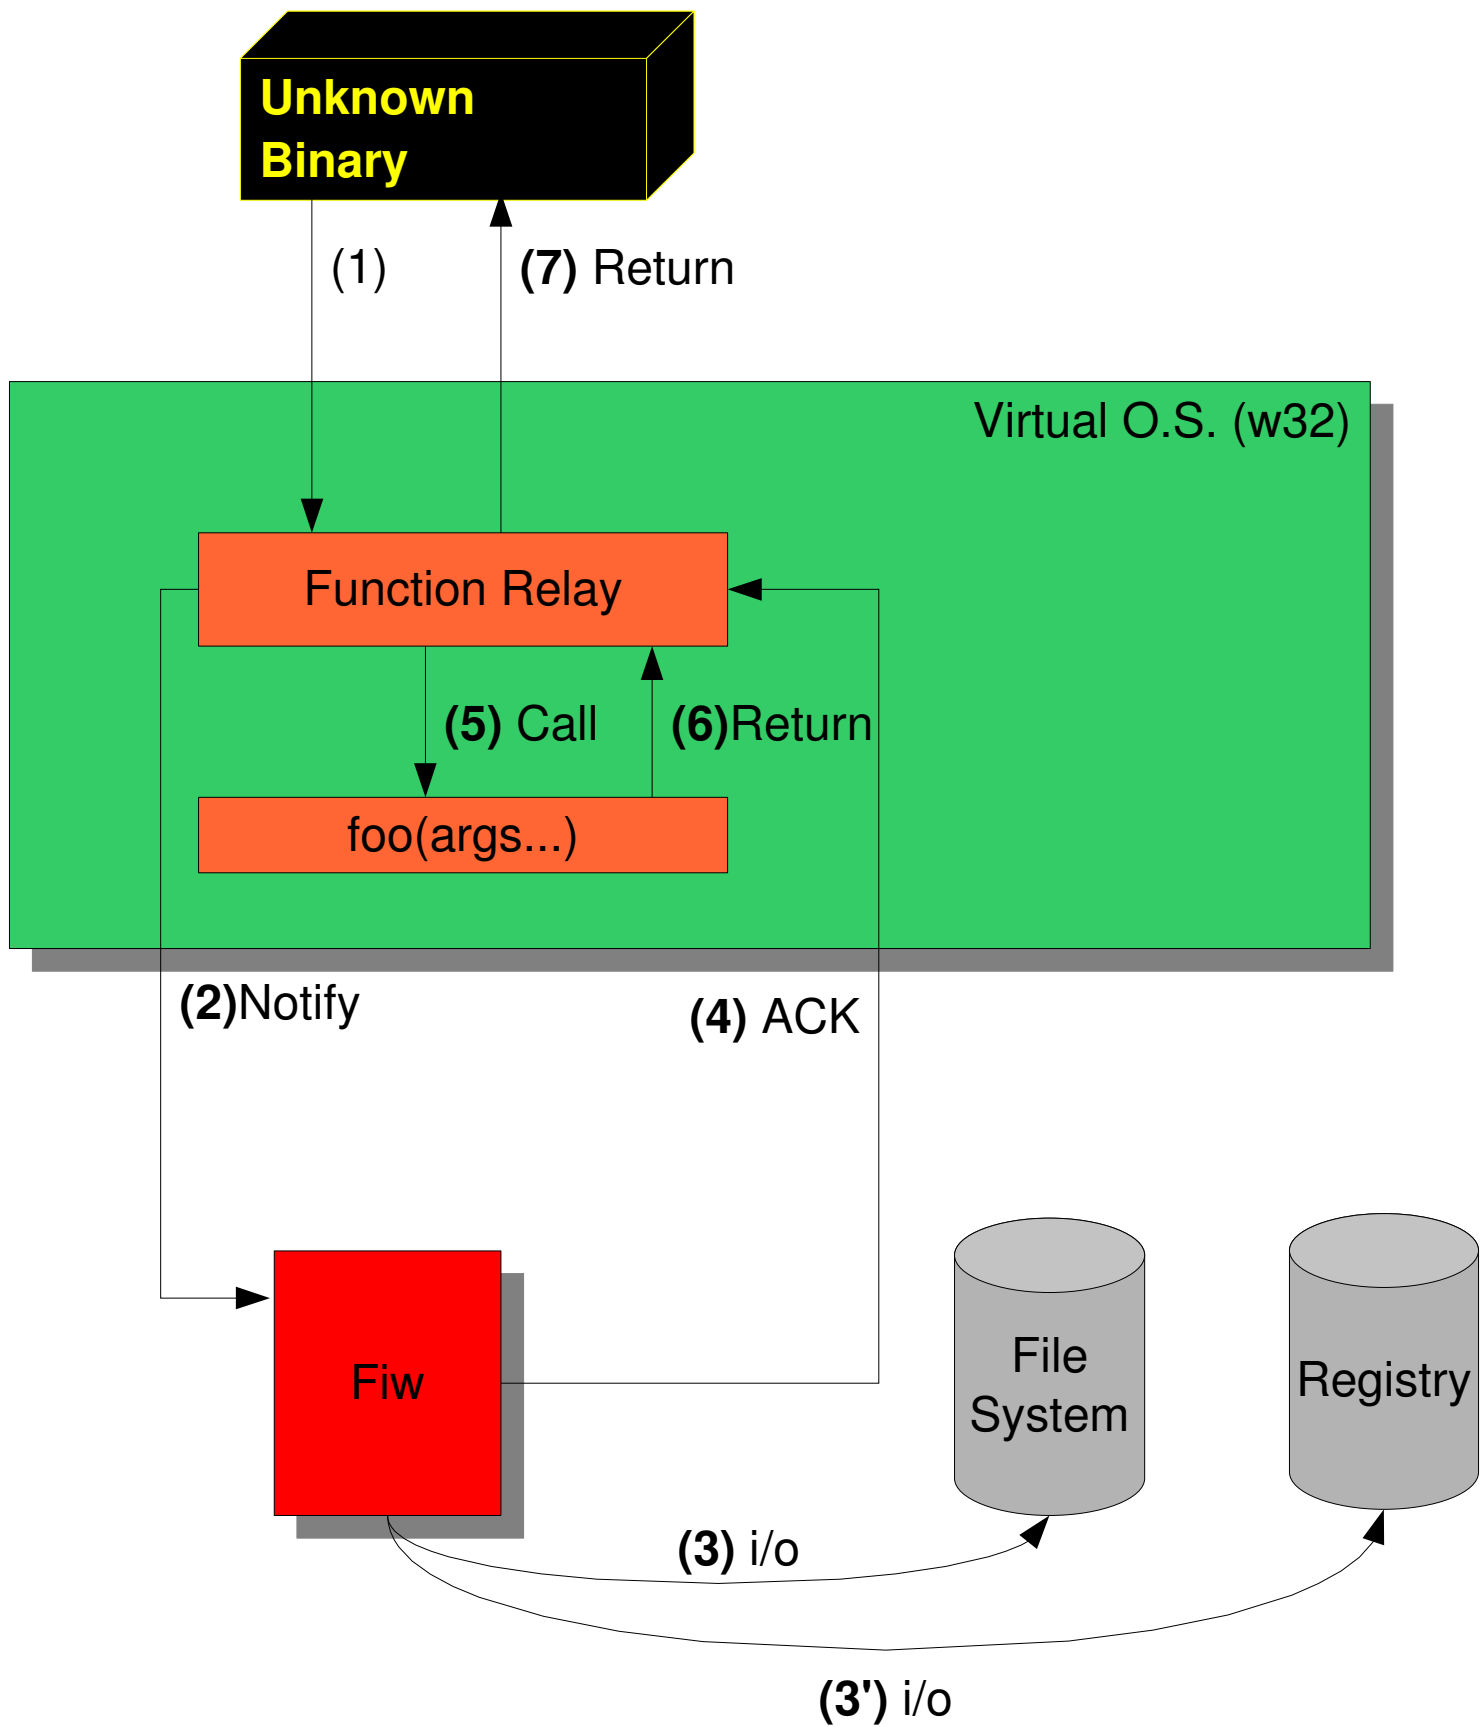 Unknown
Binary
(1)
(7) Return
Virtual O.S. (w32)
Function Relay
(5) Call
(6)Return
foo(args...)
(2)Notify
(4) ACK
Fiw
File
System
Registry
(3) i/o
(3') i/o